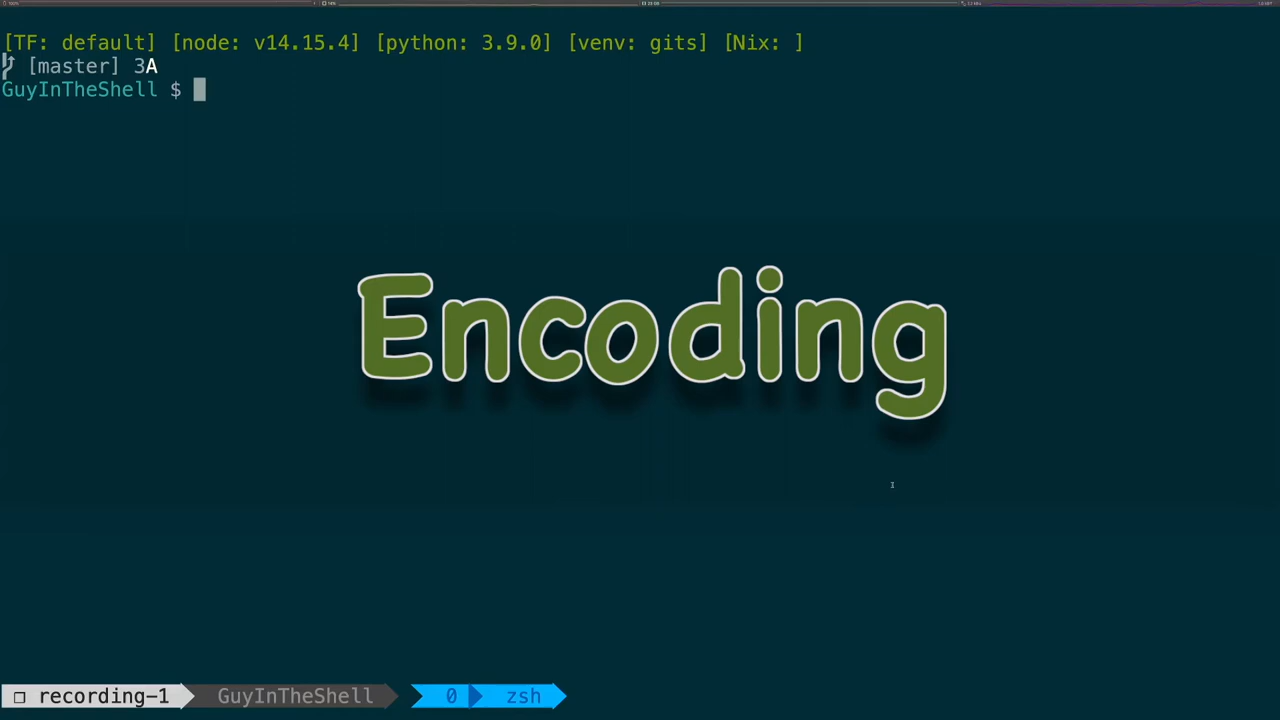 [TF: default] [node: v14.15.4] [python: 3.9.0] [venv: gits] [Nix: ]
[master] 3A
GuyInTheShell $
Encoding
recording-1 GuyInTheShell 0 zsh